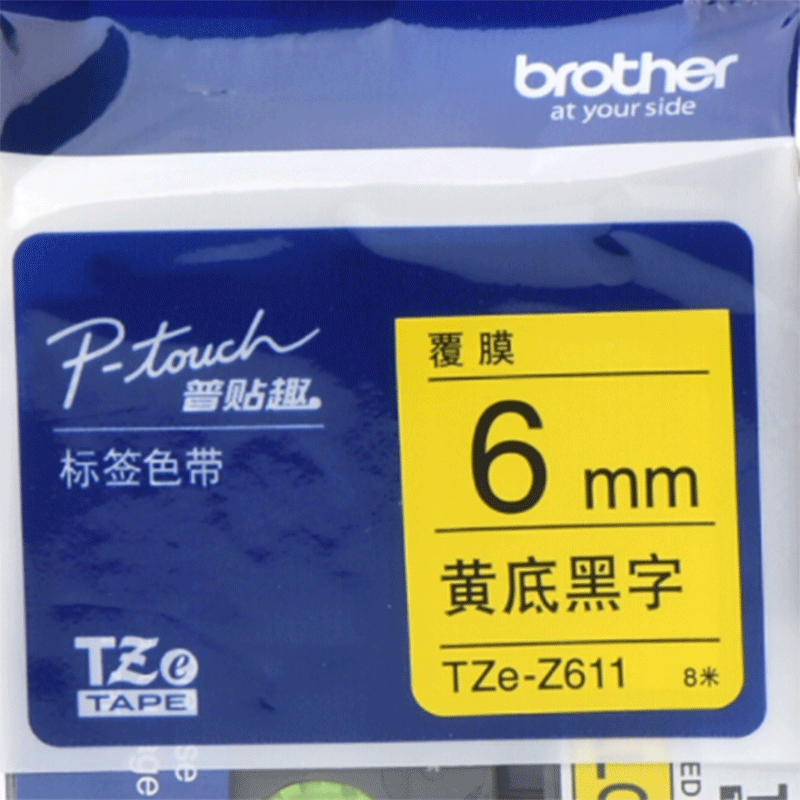 brother
at your side
P-touch
普贴趣
标签色带
覆膜
6 mm
黄底黑字
TZe-Z611 8米
TZe
TAPE